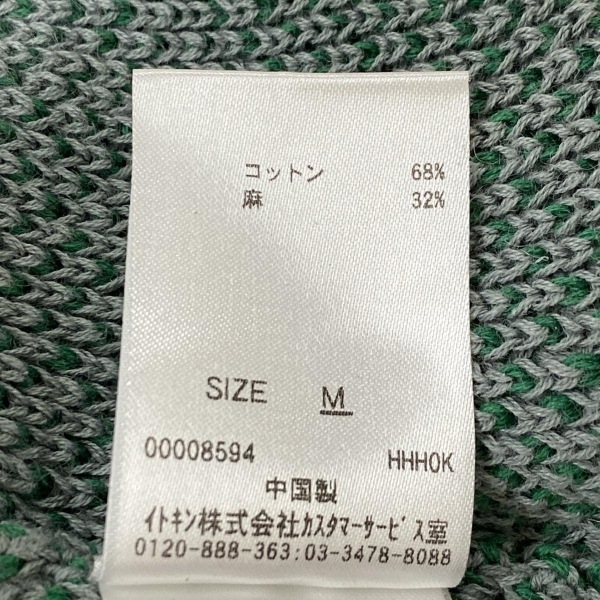 コットン 68%
麻 32%
SIZE M
00008594 HHHOK
中国製
イトキン株式会社カスタマーサービス室
0120-888-363:03-3478-8088